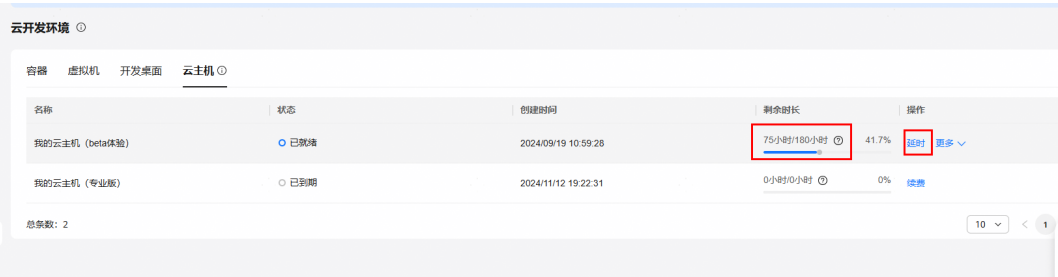 云开发环境
容器 虚拟机 开发桌面 云主机
名称 状态 创建时间 剩余时长 操作
我的云主机（beta体验） 已就绪 2024/09/19 10:59:28 75小时/180小时 41.7% 延时 更多
我的云主机（专业版） 已到期 2024/11/12 19:22:31 0小时/0小时 0% 续费
总条数：2 10 1